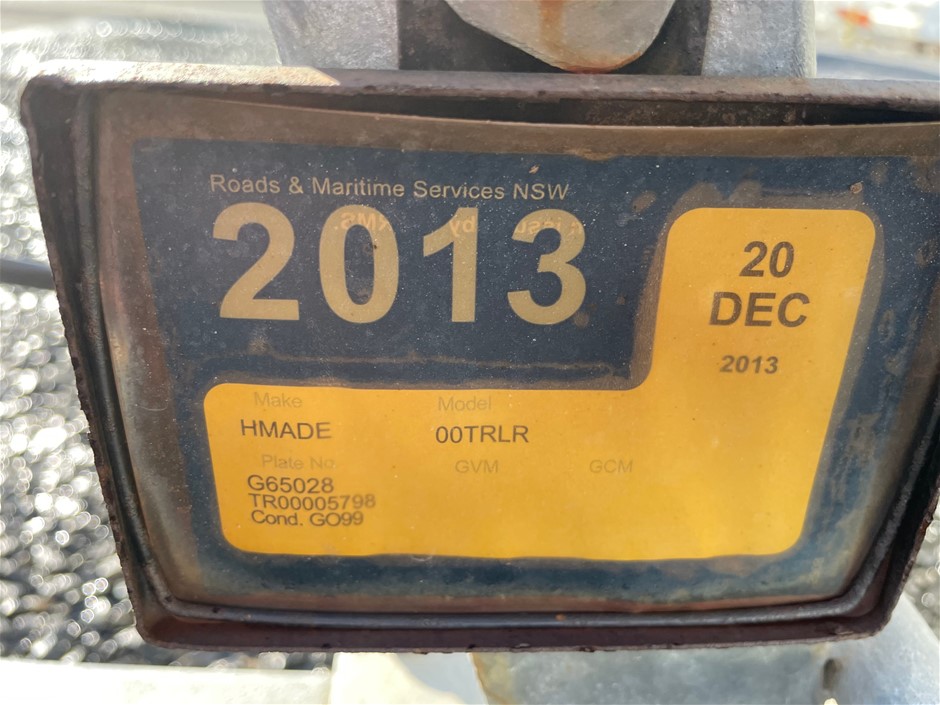 Roads & Maritime Services NSW
2013
20
DEC
2013
Make Model
HMADE 00TRLR
Plate No. GVM GCM
G65028
TR00005798
Cond. GO99